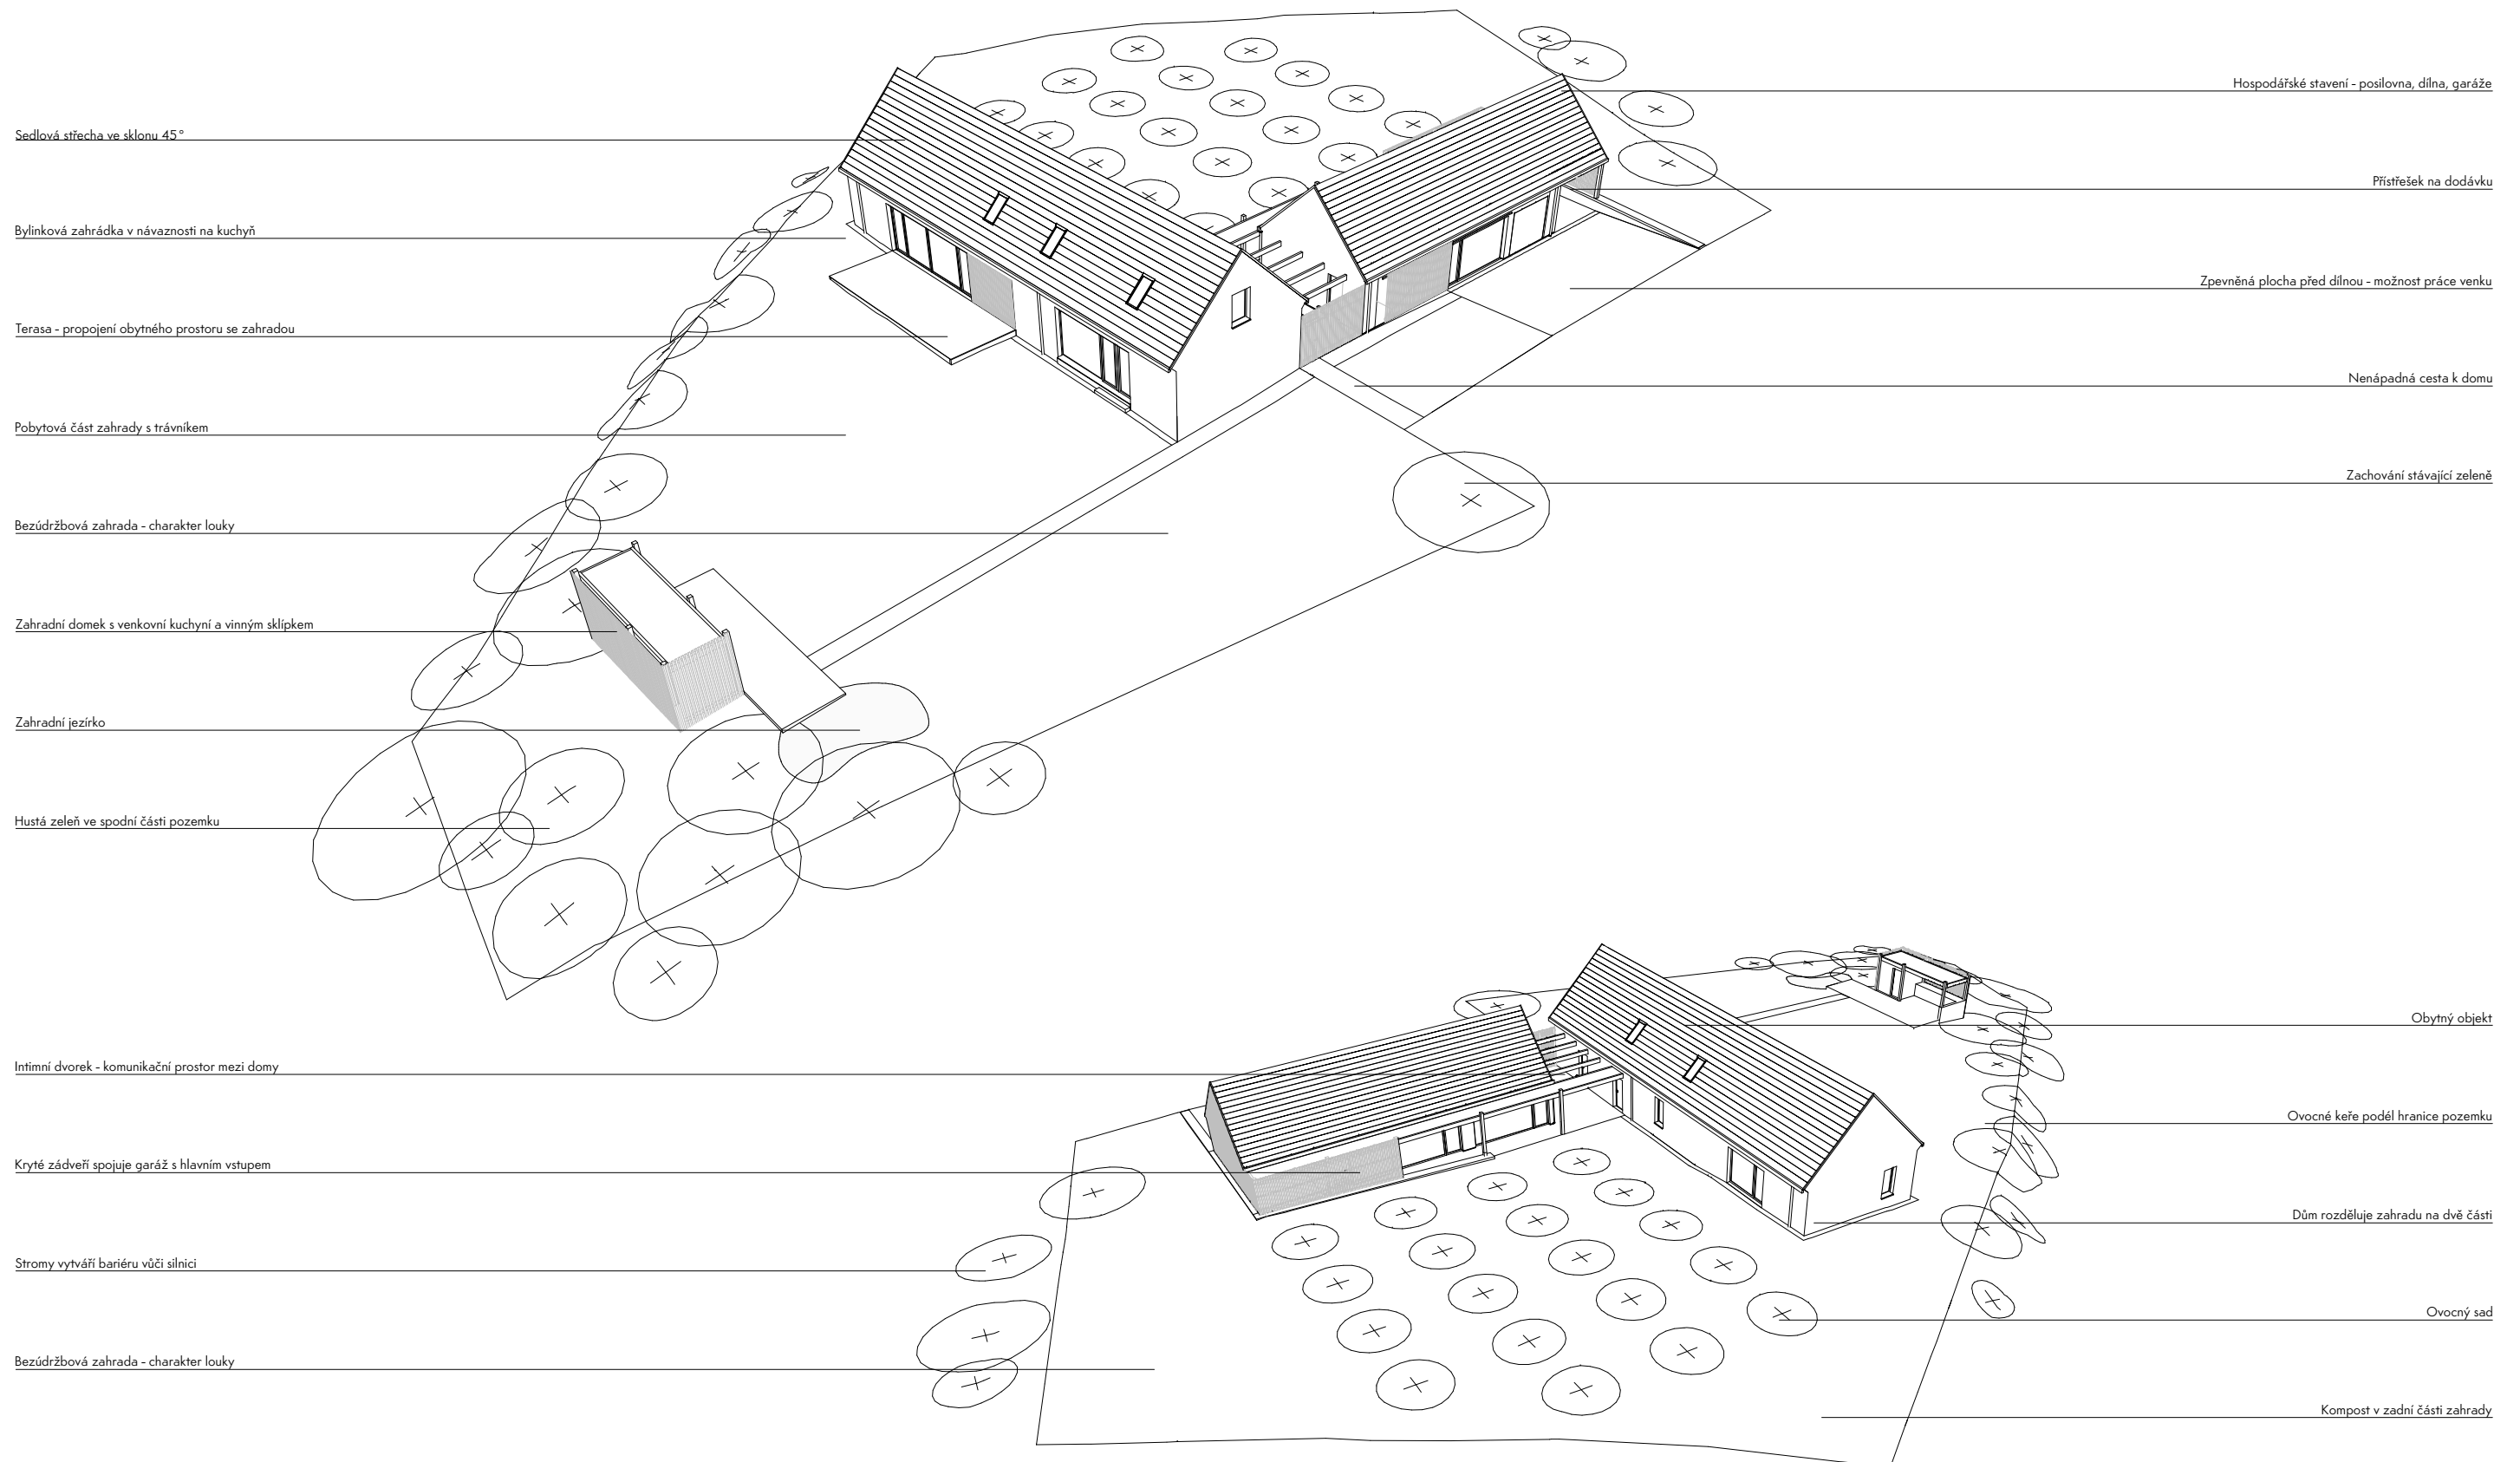 Hospodářské stavení - posilovna, dílna, garáže
Sedlová střecha ve sklonu 45°
Přístřešek na dodávku
Bylinková zahrádka v návaznosti na kuchyň
Zpevněná plocha před dílnou - možnost práce venku
Terasa - propojení obytného prostoru se zahradou
Nenápadná cesta k domu
Pobytová část zahrady s trávníkem
Zachování stávající zeleně
Bezúdržbová zahrada - charakter louky
Zahradní domek s venkovní kuchyní a vinným sklípkem
Zahradní jezírko
Hustá zeleň ve spodní části pozemku
Obytný objekt
Intimní dvorek - komunikační prostor mezi domy
Ovocné keře podél hranice pozemku
Kryté zádveří spojuje garáž s hlavním vstupem
Dům rozděluje zahradu na dvě části
Stromy vytváří bariéru vůči silnici
Ovocný sad
Bezúdržbová zahrada - charakter louky
Kompost v zadní části zahrady